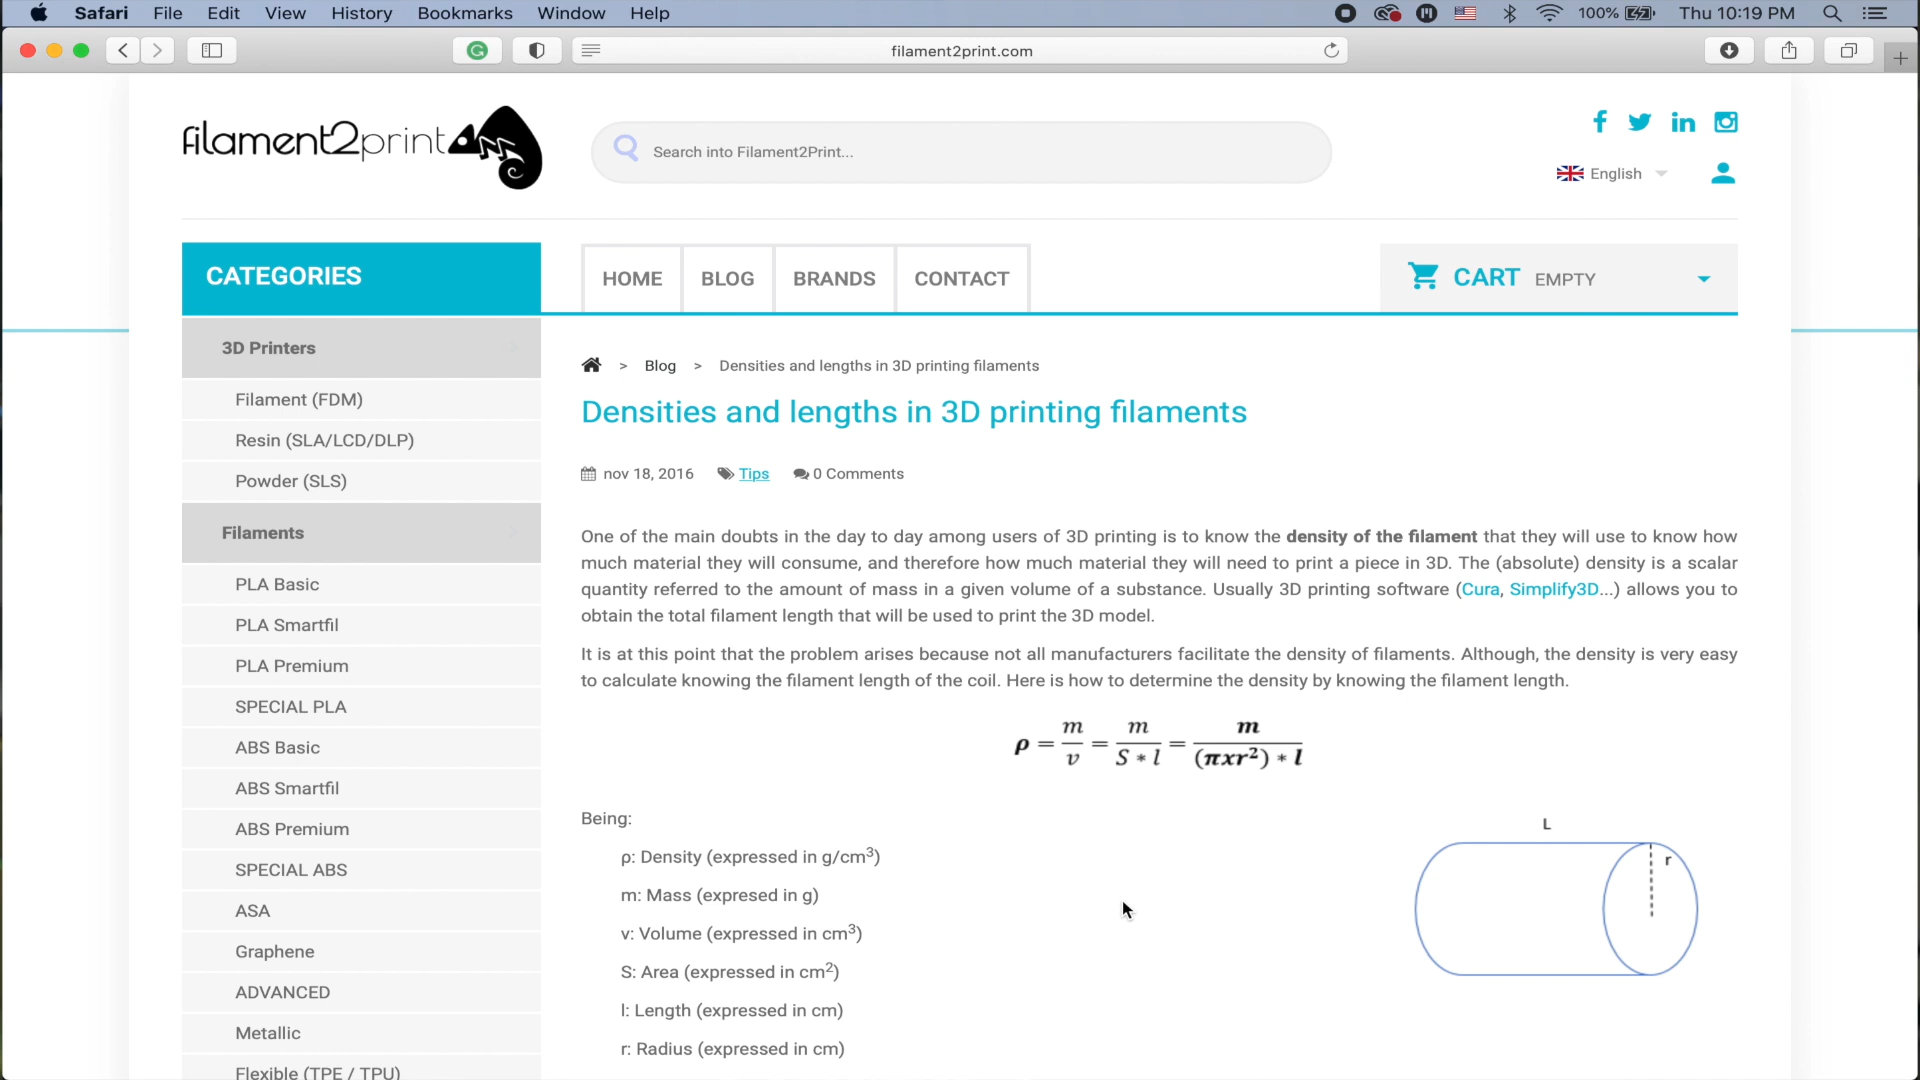 Safari File Edit View History Bookmarks Window Help 100% Thu 10:19 PM
filament2print.com
filament2print
Search into Filament2Print...
English
CATEGORIES
HOME BLOG BRANDS CONTACT
CART EMPTY
3D Printers
Filament (FDM)
Resin (SLA/LCD/DLP)
Powder (SLS)
Filaments
PLA Basic
PLA Smartfil
PLA Premium
SPECIAL PLA
ABS Basic
ABS Smartfil
ABS Premium
SPECIAL ABS
ASA
Graphene
ADVANCED
Metallic
Flexible (TPE / TPU)
> Blog > Densities and lengths in 3D printing filaments
Densities and lengths in 3D printing filaments
nov 18, 2016 Tips 0 Comments
One of the main doubts in the day to day among users of 3D printing is to know the density of the filament that they will use to know how
much material they will consume, and therefore how much material they will need to print a piece in 3D. The (absolute) density is a scalar
quantity referred to the amount of mass in a given volume of a substance. Usually 3D printing software (Cura, Simplify3D...) allows you to
obtain the total filament length that will be used to print the 3D model.
It is at this point that the problem arises because not all manufacturers facilitate the density of filaments. Although, the density is very easy
to calculate knowing the filament length of the coil. Here is how to determine the density by knowing the filament length.
ρ = m/v = m/(S * l) = m/((πxr²) * l)
Being:
ρ: Density (expressed in g/cm³)
m: Mass (expresed in g)
v: Volume (expressed in cm³)
S: Area (expressed in cm²)
l: Length (expressed in cm)
r: Radius (expressed in cm)
L
r